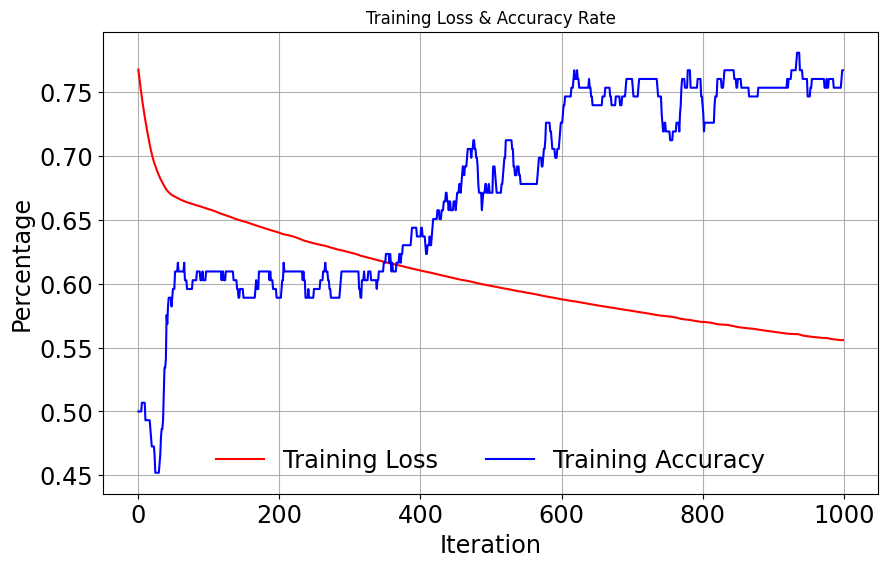 Training Loss & Accuracy Rate
Percentage
0.75
0.70
0.65
0.60
0.55
0.50
0.45
Training Loss
Training Accuracy
0 200 400 600 800 1000
Iteration